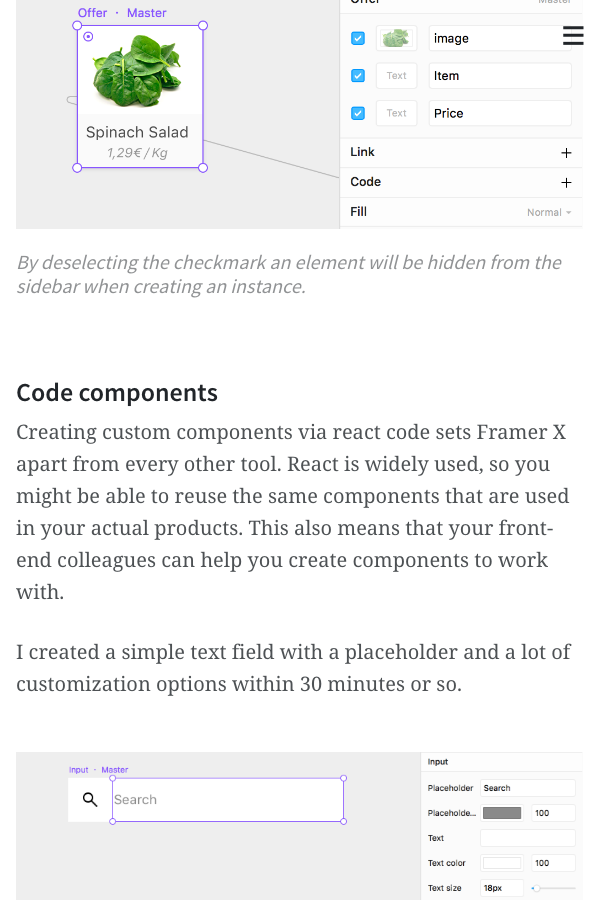 Offer · Master
Spinach Salad
1,29€ / Kg
Offer
Master
image
Text
Item
Text
Price
Link
Code
Fill
Normal
By deselecting the checkmark an element will be hidden from the
sidebar when creating an instance.
Code components
Creating custom components via react code sets Framer X
apart from every other tool. React is widely used, so you
might be able to reuse the same components that are used
in your actual products. This also means that your front-
end colleagues can help you create components to work
with.
I created a simple text field with a placeholder and a lot of
customization options within 30 minutes or so.
Input · Master
Search
Input
Placeholder Search
Placeholde... 100
Text
Text color 100
Text size 18px